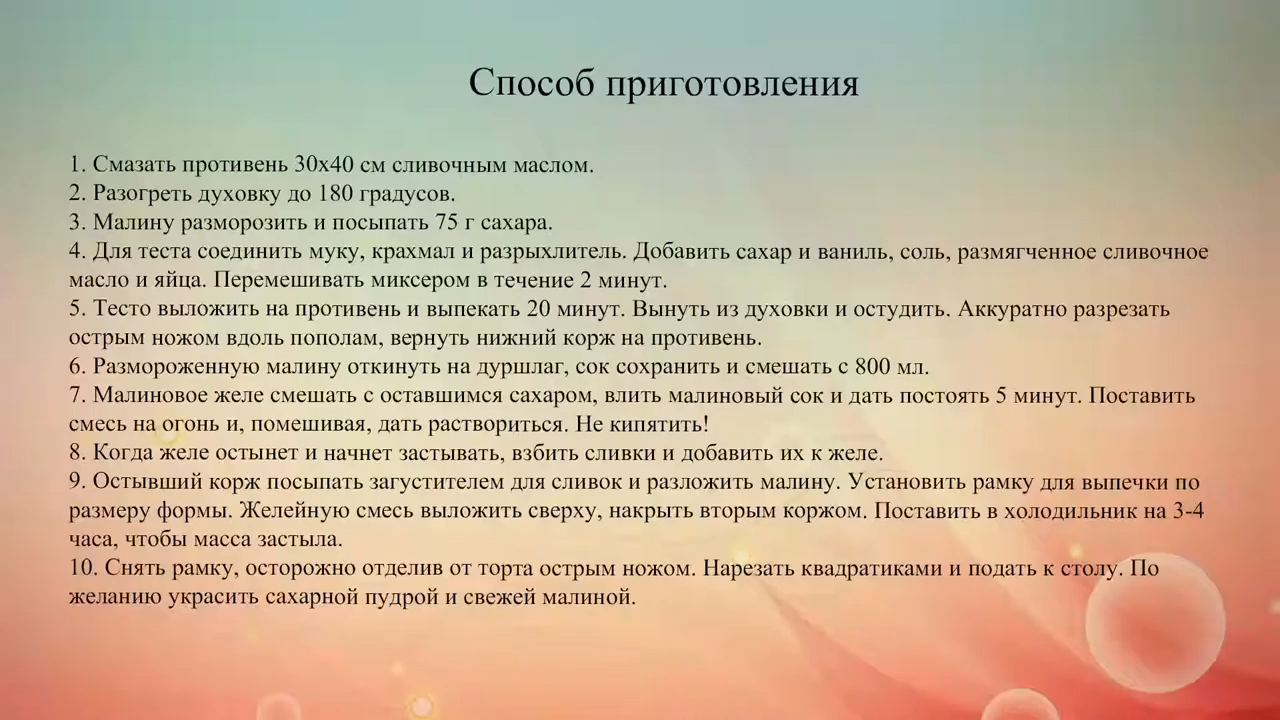 Способ приготовления
1. Смазать противень 30х40 см сливочным маслом.
2. Разогреть духовку до 180 градусов.
3. Малину разморозить и посыпать 75 г сахара.
4. Для теста соединить муку, крахмал и разрыхлитель. Добавить сахар и ваниль, соль, размягченное сливочное
масло и яйца. Перемешивать миксером в течение 2 минут.
5. Тесто выложить на противень и выпекать 20 минут. Вынуть из духовки и остудить. Аккуратно разрезать
острым ножом вдоль пополам, вернуть нижний корж на противень.
6. Размороженную малину откинуть на дуршлаг, сок сохранить и смешать с 800 мл.
7. Малиновое желе смешать с оставшимся сахаром, влить малиновый сок и дать постоять 5 минут. Поставить
смесь на огонь и, помешивая, дать раствориться. Не кипятить!
8. Когда желе остынет и начнет застывать, взбить сливки и добавить их к желе.
9. Остывший корж посыпать загустителем для сливок и разложить малину. Установить рамку для выпечки по
размеру формы. Желейную смесь выложить сверху, накрыть вторым коржом. Поставить в холодильник на 3-4
часа, чтобы масса застыла.
10. Снять рамку, осторожно отделив от торта острым ножом. Нарезать квадратиками и подать к столу. По
желанию украсить сахарной пудрой и свежей малиной.